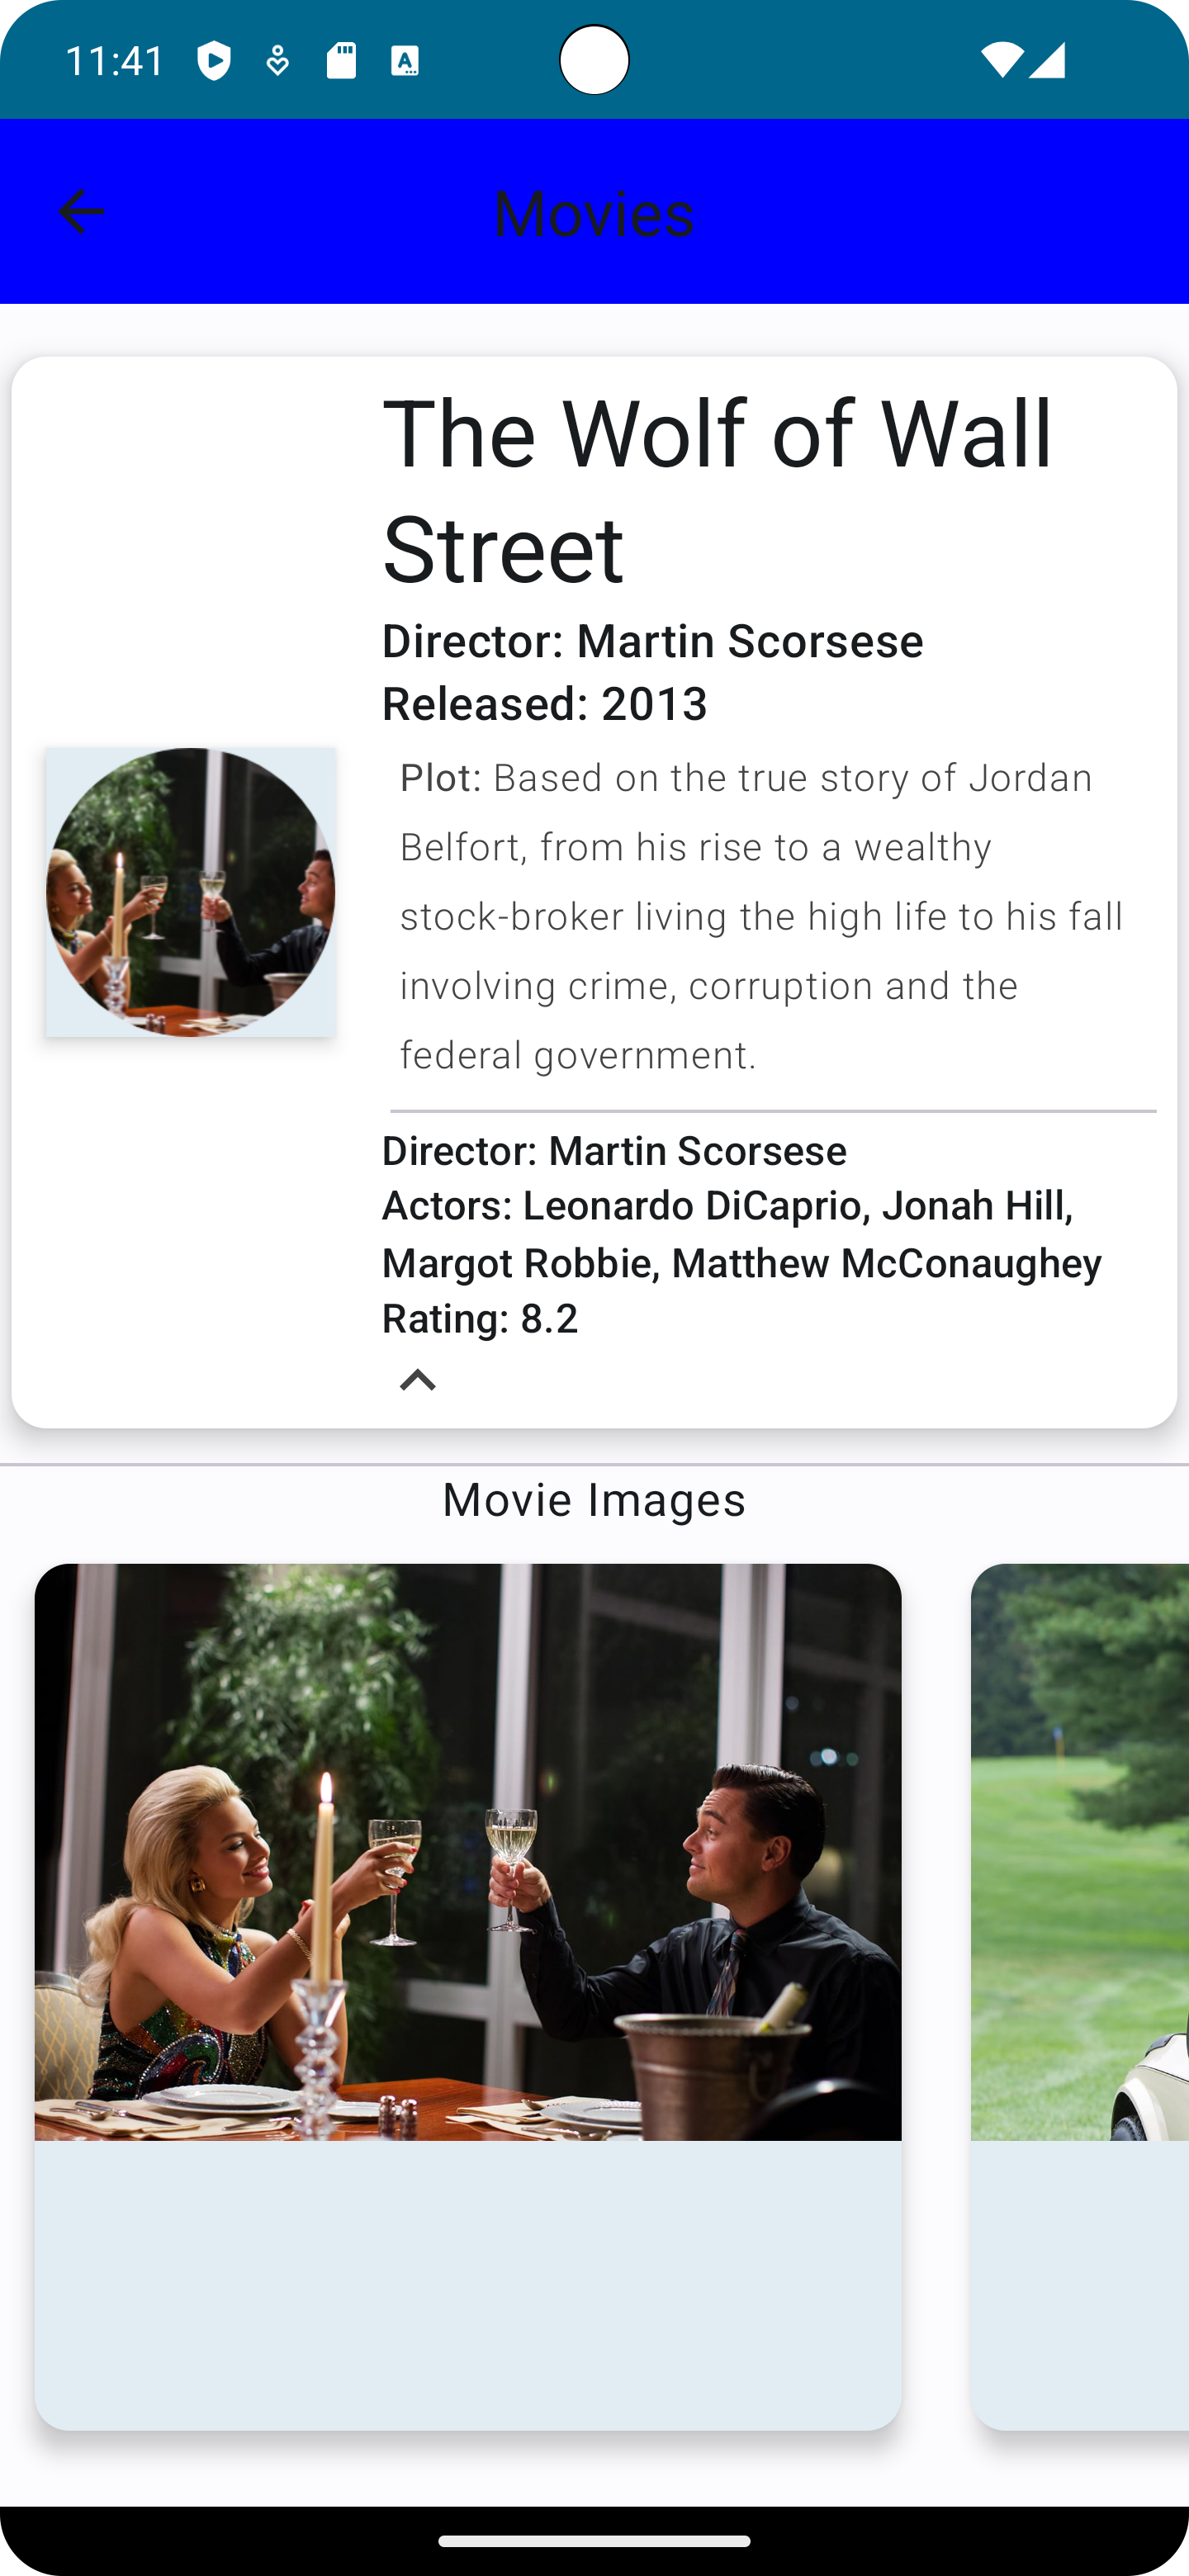 11:41
Movies
The Wolf of Wall
Street
Director: Martin Scorsese
Released: 2013
Plot: Based on the true story of Jordan
Belfort, from his rise to a wealthy
stock-broker living the high life to his fall
involving crime, corruption and the
federal government.
Director: Martin Scorsese
Actors: Leonardo DiCaprio, Jonah Hill,
Margot Robbie, Matthew McConaughey
Rating: 8.2
Movie Images